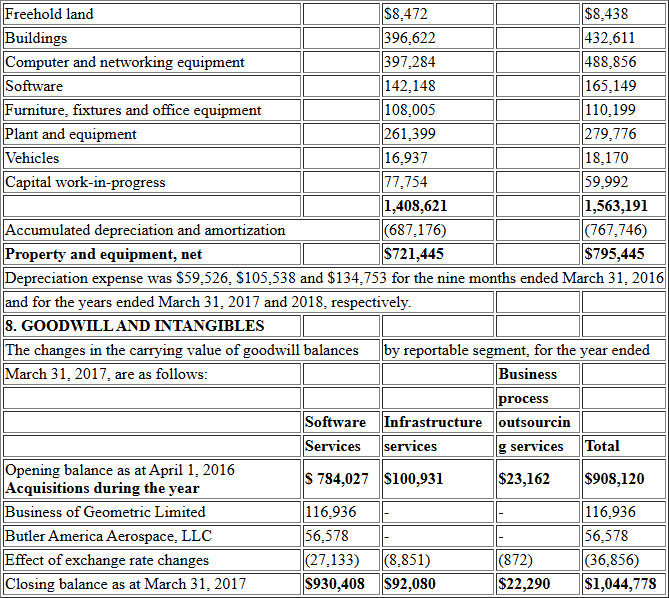 Freehold land $8,472 $8,438
Buildings 396,622 432,611
Computer and networking equipment 397,284 488,856
Software 142,148 165,149
Furniture, fixtures and office equipment 108,005 110,199
Plant and equipment 261,399 279,776
Vehicles 16,937 18,170
Capital work-in-progress 77,754 59,992
1,408,621 1,563,191
Accumulated depreciation and amortization (687,176) (767,746)
Property and equipment, net $721,445 $795,445
Depreciation expense was $59,526, $105,538 and $134,753 for the nine months ended March 31, 2016
and for the years ended March 31, 2017 and 2018, respectively.
8. GOODWILL AND INTANGIBLES
The changes in the carrying value of goodwill balances by reportable segment, for the year ended
March 31, 2017, are as follows: Business
process
Software Infrastructure outsourcin
Services services g services Total
Opening balance as at April 1, 2016 $ 784,027 $100,931 $23,162 $908,120
Acquisitions during the year
Business of Geometric Limited 116,936 - - 116,936
Butler America Aerospace, LLC 56,578 - - 56,578
Effect of exchange rate changes (27,133) (8,851) (872) (36,856)
Closing balance as at March 31, 2017 $930,408 $92,080 $22,290 $1,044,778